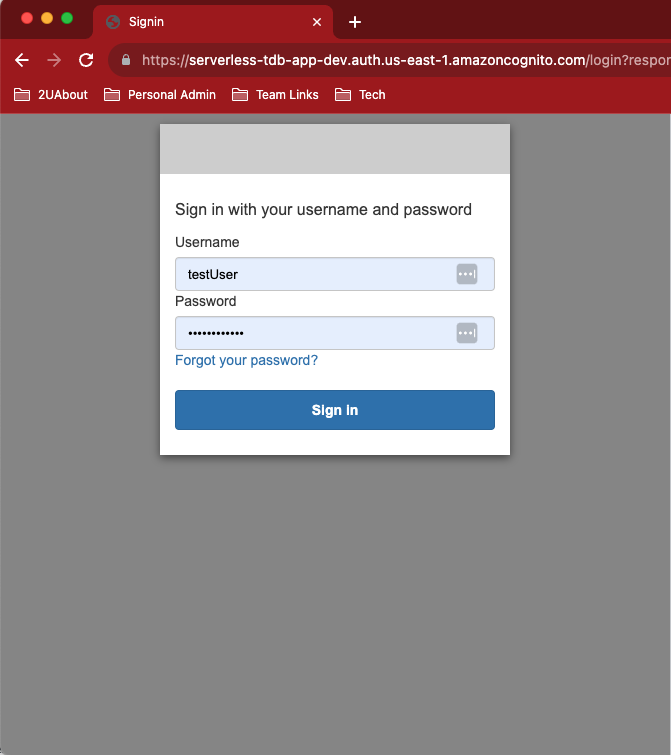 Signin
https://serverless-tdb-app-dev.auth.us-east-1.amazoncognito.com/login?respor
2UAbout Personal Admin Team Links Tech
Sign in with your username and password
Username
testUser
Password
••••••••••••
Forgot your password?
Sign in